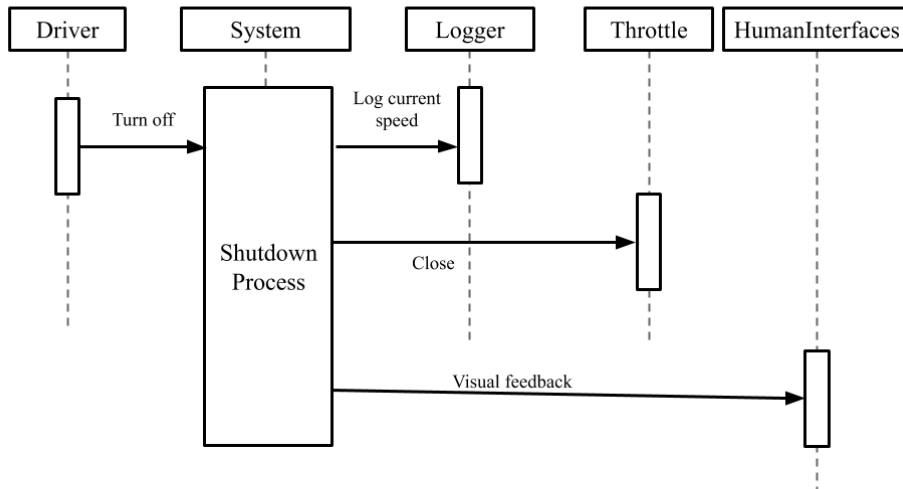 Driver
System
Logger
Throttle
HumanInterfaces
Turn off
Log current
speed
Shutdown
Process
Close
Visual feedback